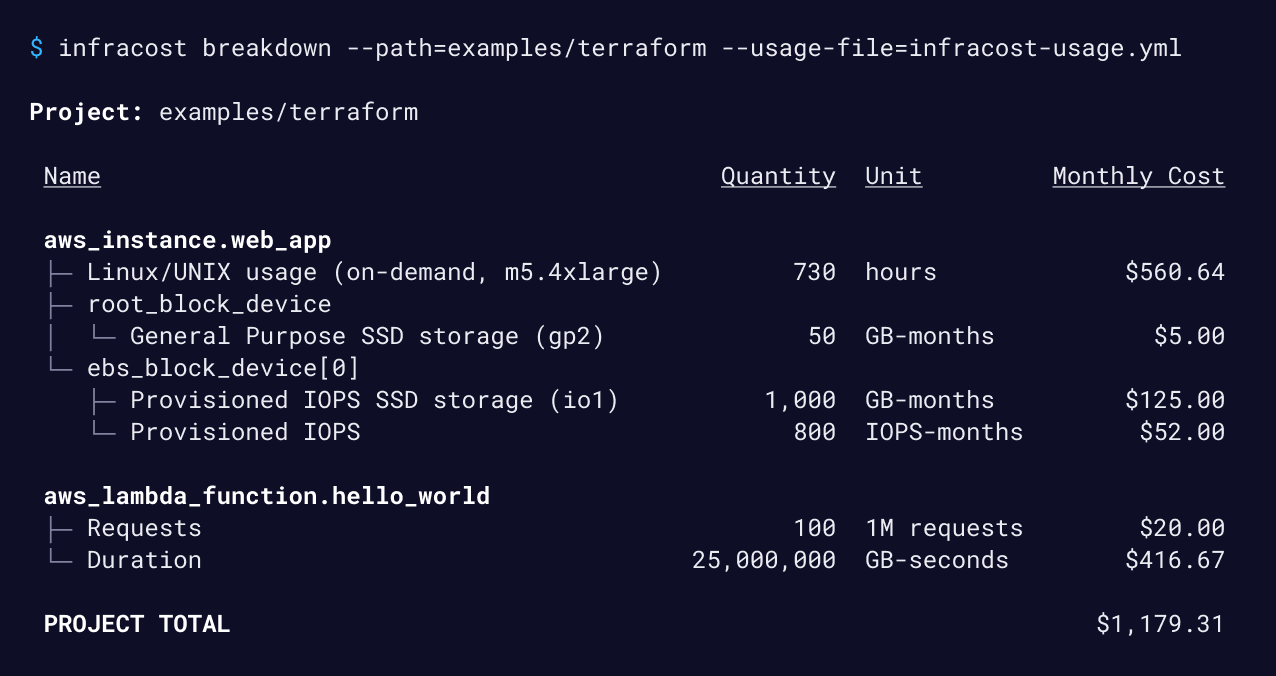 $ infracost breakdown --path=examples/terraform --usage-file=infracost-usage.yml
Project: examples/terraform
Name Quantity Unit Monthly Cost
aws_instance.web_app
├─ Linux/UNIX usage (on-demand, m5.4xlarge) 730 hours $560.64
├─ root_block_device
│  └─ General Purpose SSD storage (gp2) 50 GB-months $5.00
└─ ebs_block_device[0]
   ├─ Provisioned IOPS SSD storage (io1) 1,000 GB-months $125.00
   └─ Provisioned IOPS 800 IOPS-months $52.00
aws_lambda_function.hello_world
├─ Requests 100 1M requests $20.00
└─ Duration 25,000,000 GB-seconds $416.67
PROJECT TOTAL $1,179.31